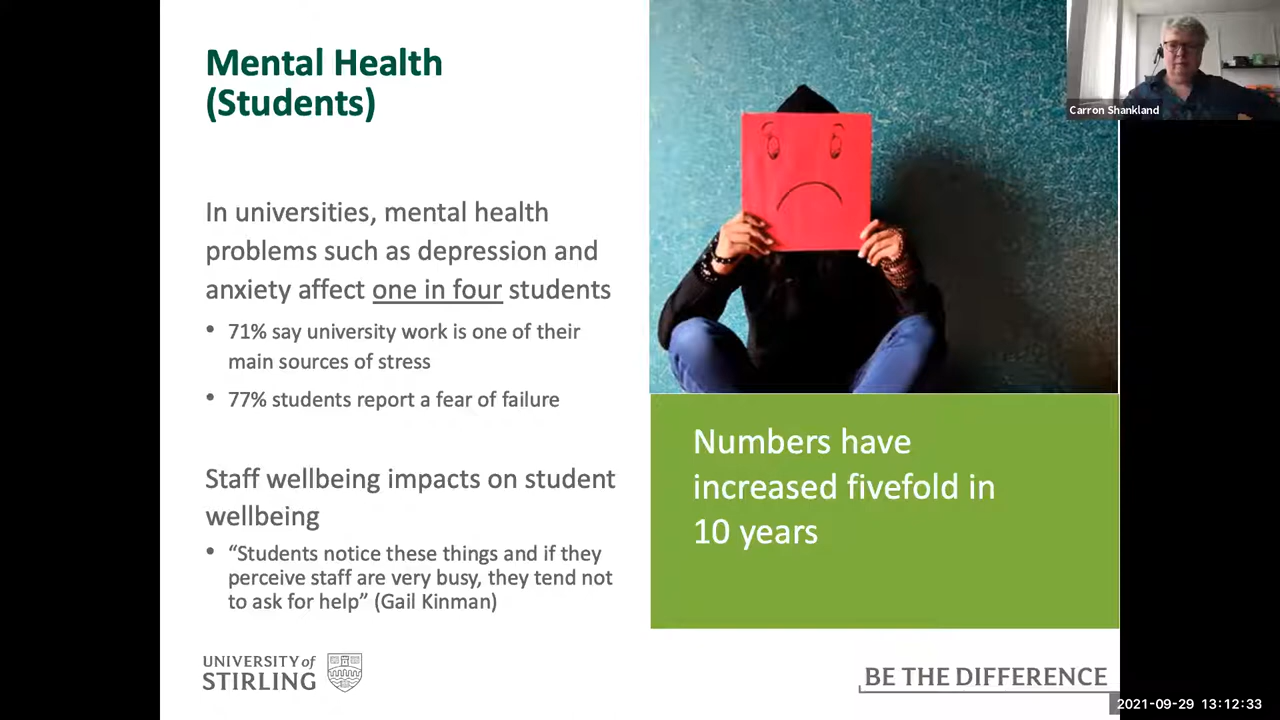 Mental Health
(Students)
Carron Shankland
In universities, mental health
problems such as depression and
anxiety affect one in four students
• 71% say university work is one of their
main sources of stress
• 77% students report a fear of failure
Staff wellbeing impacts on student
wellbeing
• “Students notice these things and if they
perceive staff are very busy, they tend not
to ask for help” (Gail Kinman)
Numbers have
increased fivefold in
10 years
UNIVERSITY of
STIRLING
BE THE DIFFERENCE
2021-09-29 13:12:33